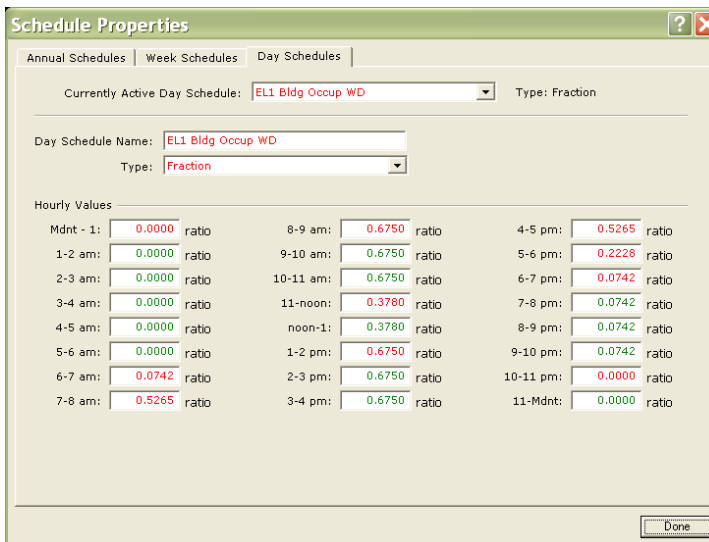 Schedule Properties ?
Annual Schedules Week Schedules Day Schedules
Currently Active Day Schedule: EL1 Bldg Occup WD Type: Fraction
Day Schedule Name: EL1 Bldg Occup WD
Type: Fraction
Hourly Values
Mdnt - 1: 0.0000 ratio 8-9 am: 0.6750 ratio 4-5 pm: 0.5265 ratio
1-2 am: 0.0000 ratio 9-10 am: 0.6750 ratio 5-6 pm: 0.2228 ratio
2-3 am: 0.0000 ratio 10-11 am: 0.6750 ratio 6-7 pm: 0.0742 ratio
3-4 am: 0.0000 ratio 11-noon: 0.3780 ratio 7-8 pm: 0.0742 ratio
4-5 am: 0.0000 ratio noon-1: 0.3780 ratio 8-9 pm: 0.0742 ratio
5-6 am: 0.0000 ratio 1-2 pm: 0.6750 ratio 9-10 pm: 0.0742 ratio
6-7 am: 0.0742 ratio 2-3 pm: 0.6750 ratio 10-11 pm: 0.0000 ratio
7-8 am: 0.5265 ratio 3-4 pm: 0.6750 ratio 11-Mdnt: 0.0000 ratio
Done